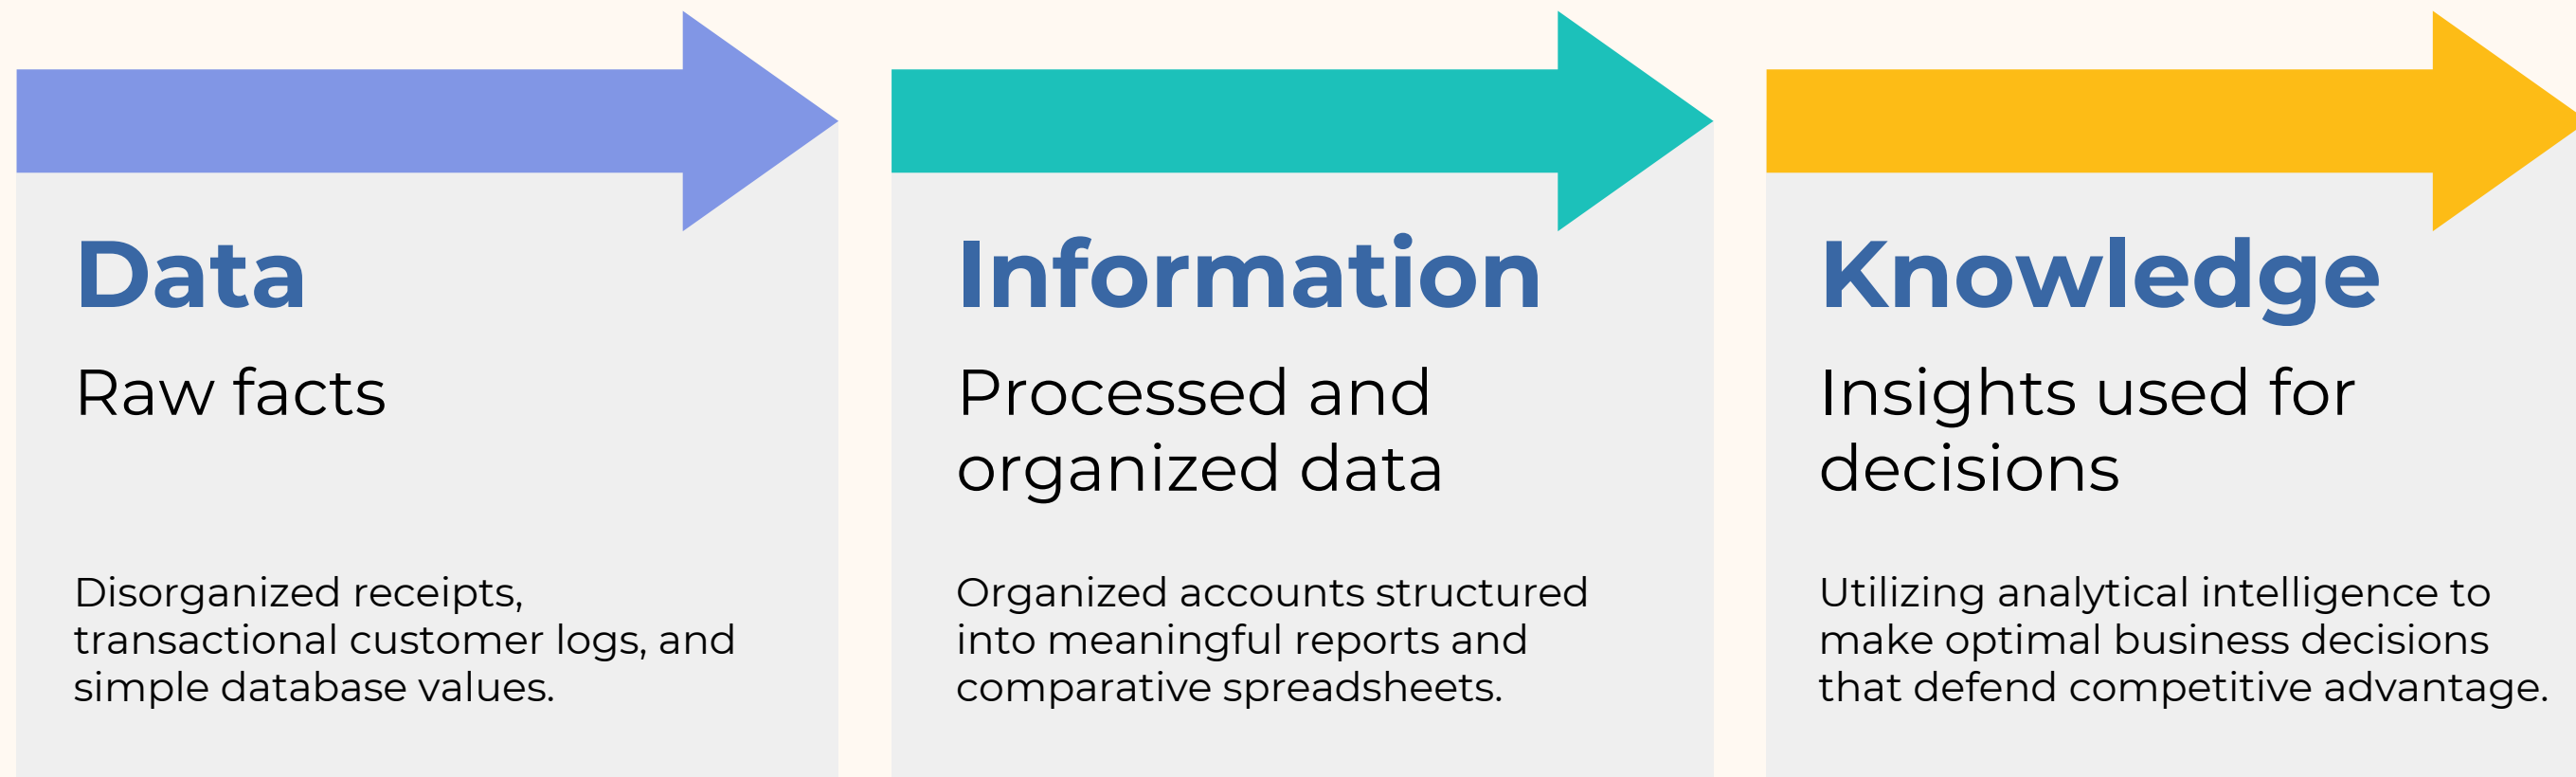 Data
Raw facts
Disorganized receipts,
transactional customer logs, and
simple database values.
Information
Processed and
organized data
Organized accounts structured
into meaningful reports and
comparative spreadsheets.
Knowledge
Insights used for
decisions
Utilizing analytical intelligence to
make optimal business decisions
that defend competitive advantage.